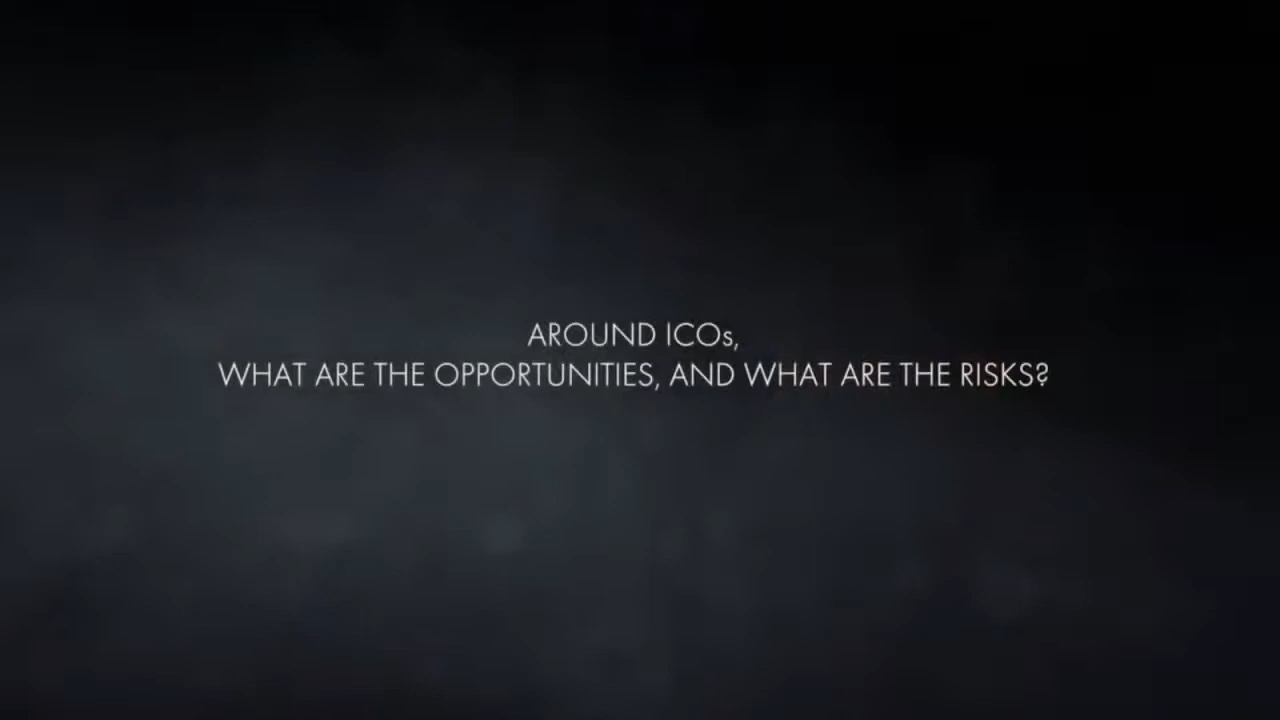 AROUND ICOs,
WHAT ARE THE OPPORTUNITIES, AND WHAT ARE THE RISKS?